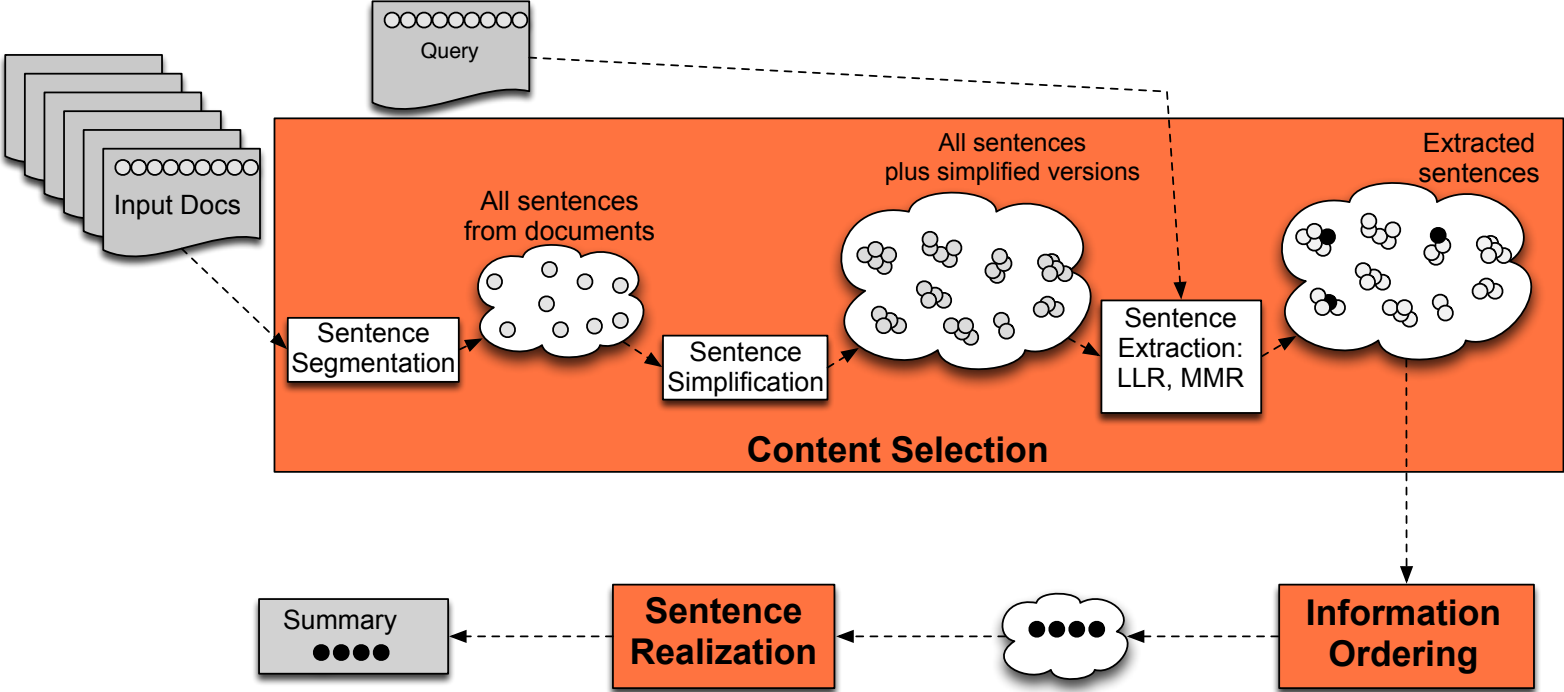 Query
Input Docs
All sentences
from documents
All sentences
plus simplified versions
Extracted
sentences
Sentence
Segmentation
Sentence
Simplification
Sentence
Extraction:
LLR, MMR
Content Selection
Summary
Sentence
Realization
Information
Ordering